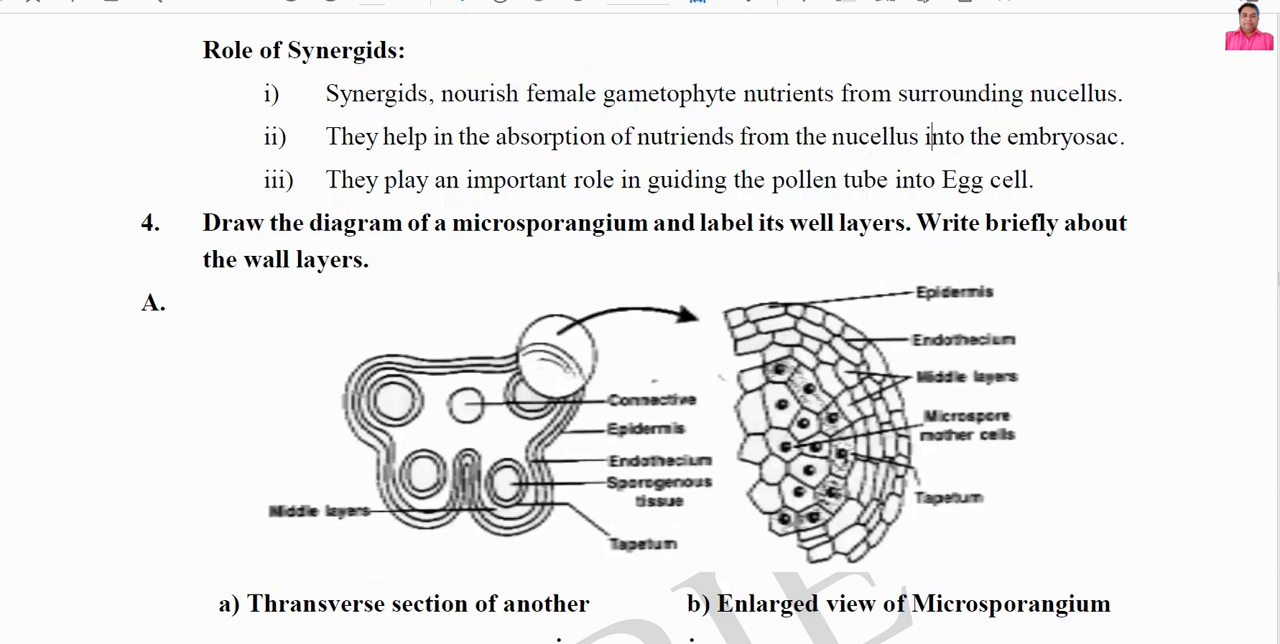 Role of Synergids:
i) Synergids, nourish female gametophyte nutrients from surrounding nucellus.
ii) They help in the absorption of nutriends from the nucellus into the embryosac.
iii) They play an important role in guiding the pollen tube into Egg cell.
4. Draw the diagram of a microsporangium and label its well layers. Write briefly about
the wall layers.
A.
Epidermis
Endothecium
Middle layers
Microspore
mother cells
Tapetum
Connective
Epidermis
Endothecium
Sporogenous
tissue
Middle layers
Tapetum
a) Thransverse section of another b) Enlarged view of Microsporangium